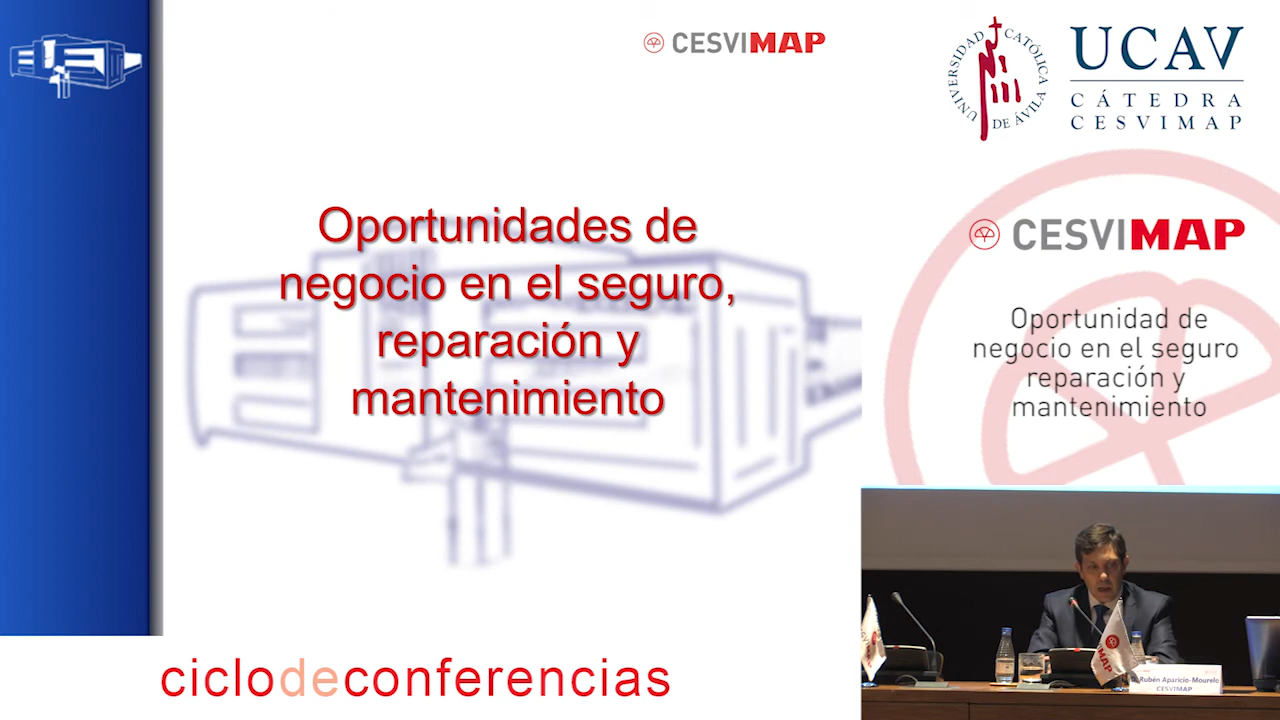 CESVIMAP
UNIVERSIDAD CATÓLICA DE ÁVILA
UCAV
CÁTEDRA
CESVIMAP
Oportunidades de
negocio en el seguro,
reparación y
mantenimiento
CESVIMAP
Oportunidad de
negocio en el seguro
reparación y
mantenimiento
ciclodeconferencias
D. Rubén Aparicio-Mourelo
CESVIMAP